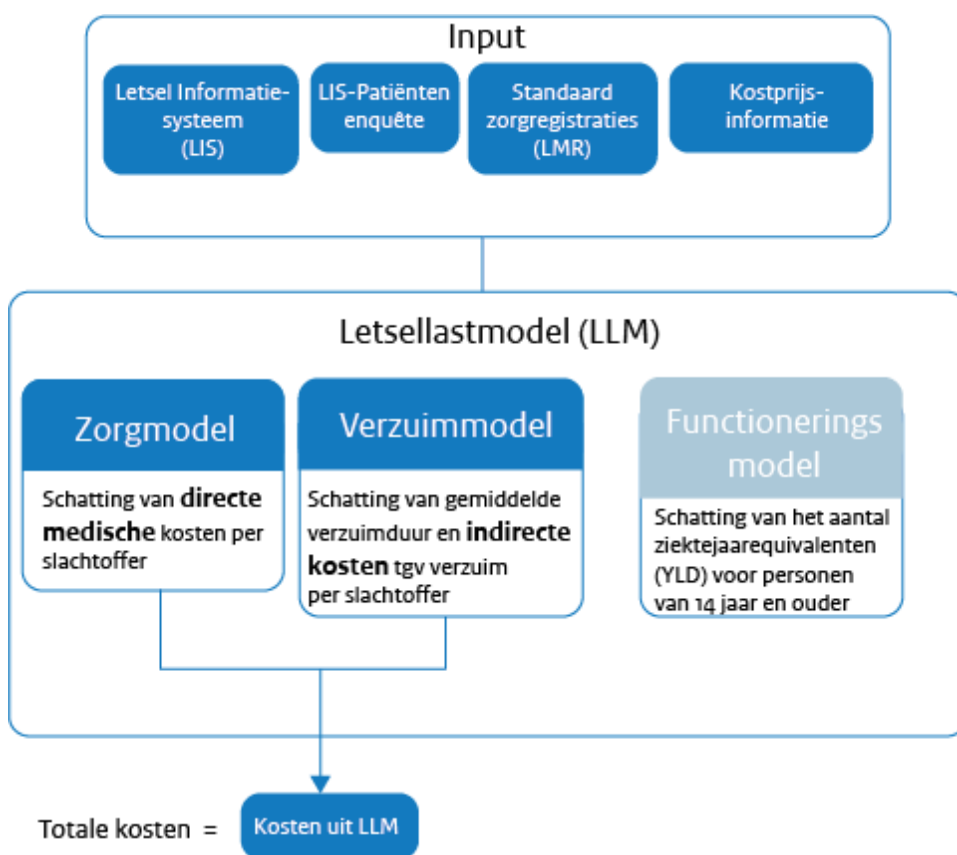 Input
Letsel Informatie-
systeem
(LIS)
LIS-Patiënten
enquête
Standaard
zorgregistraties
(LMR)
Kostprijs-
informatie
Letsellastmodel (LLM)
Zorgmodel
Schatting van directe
medische kosten per
slachtoffer
Verzuimmodel
Schatting van gemiddelde
verzuimduur en indirecte
kosten tgv verzuim
per slachtoffer
Functionerings
model
Schatting van het aantal
ziektejaarequivalenten
(YLD) voor personen
van 14 jaar en ouder
Totale kosten =
Kosten uit LLM